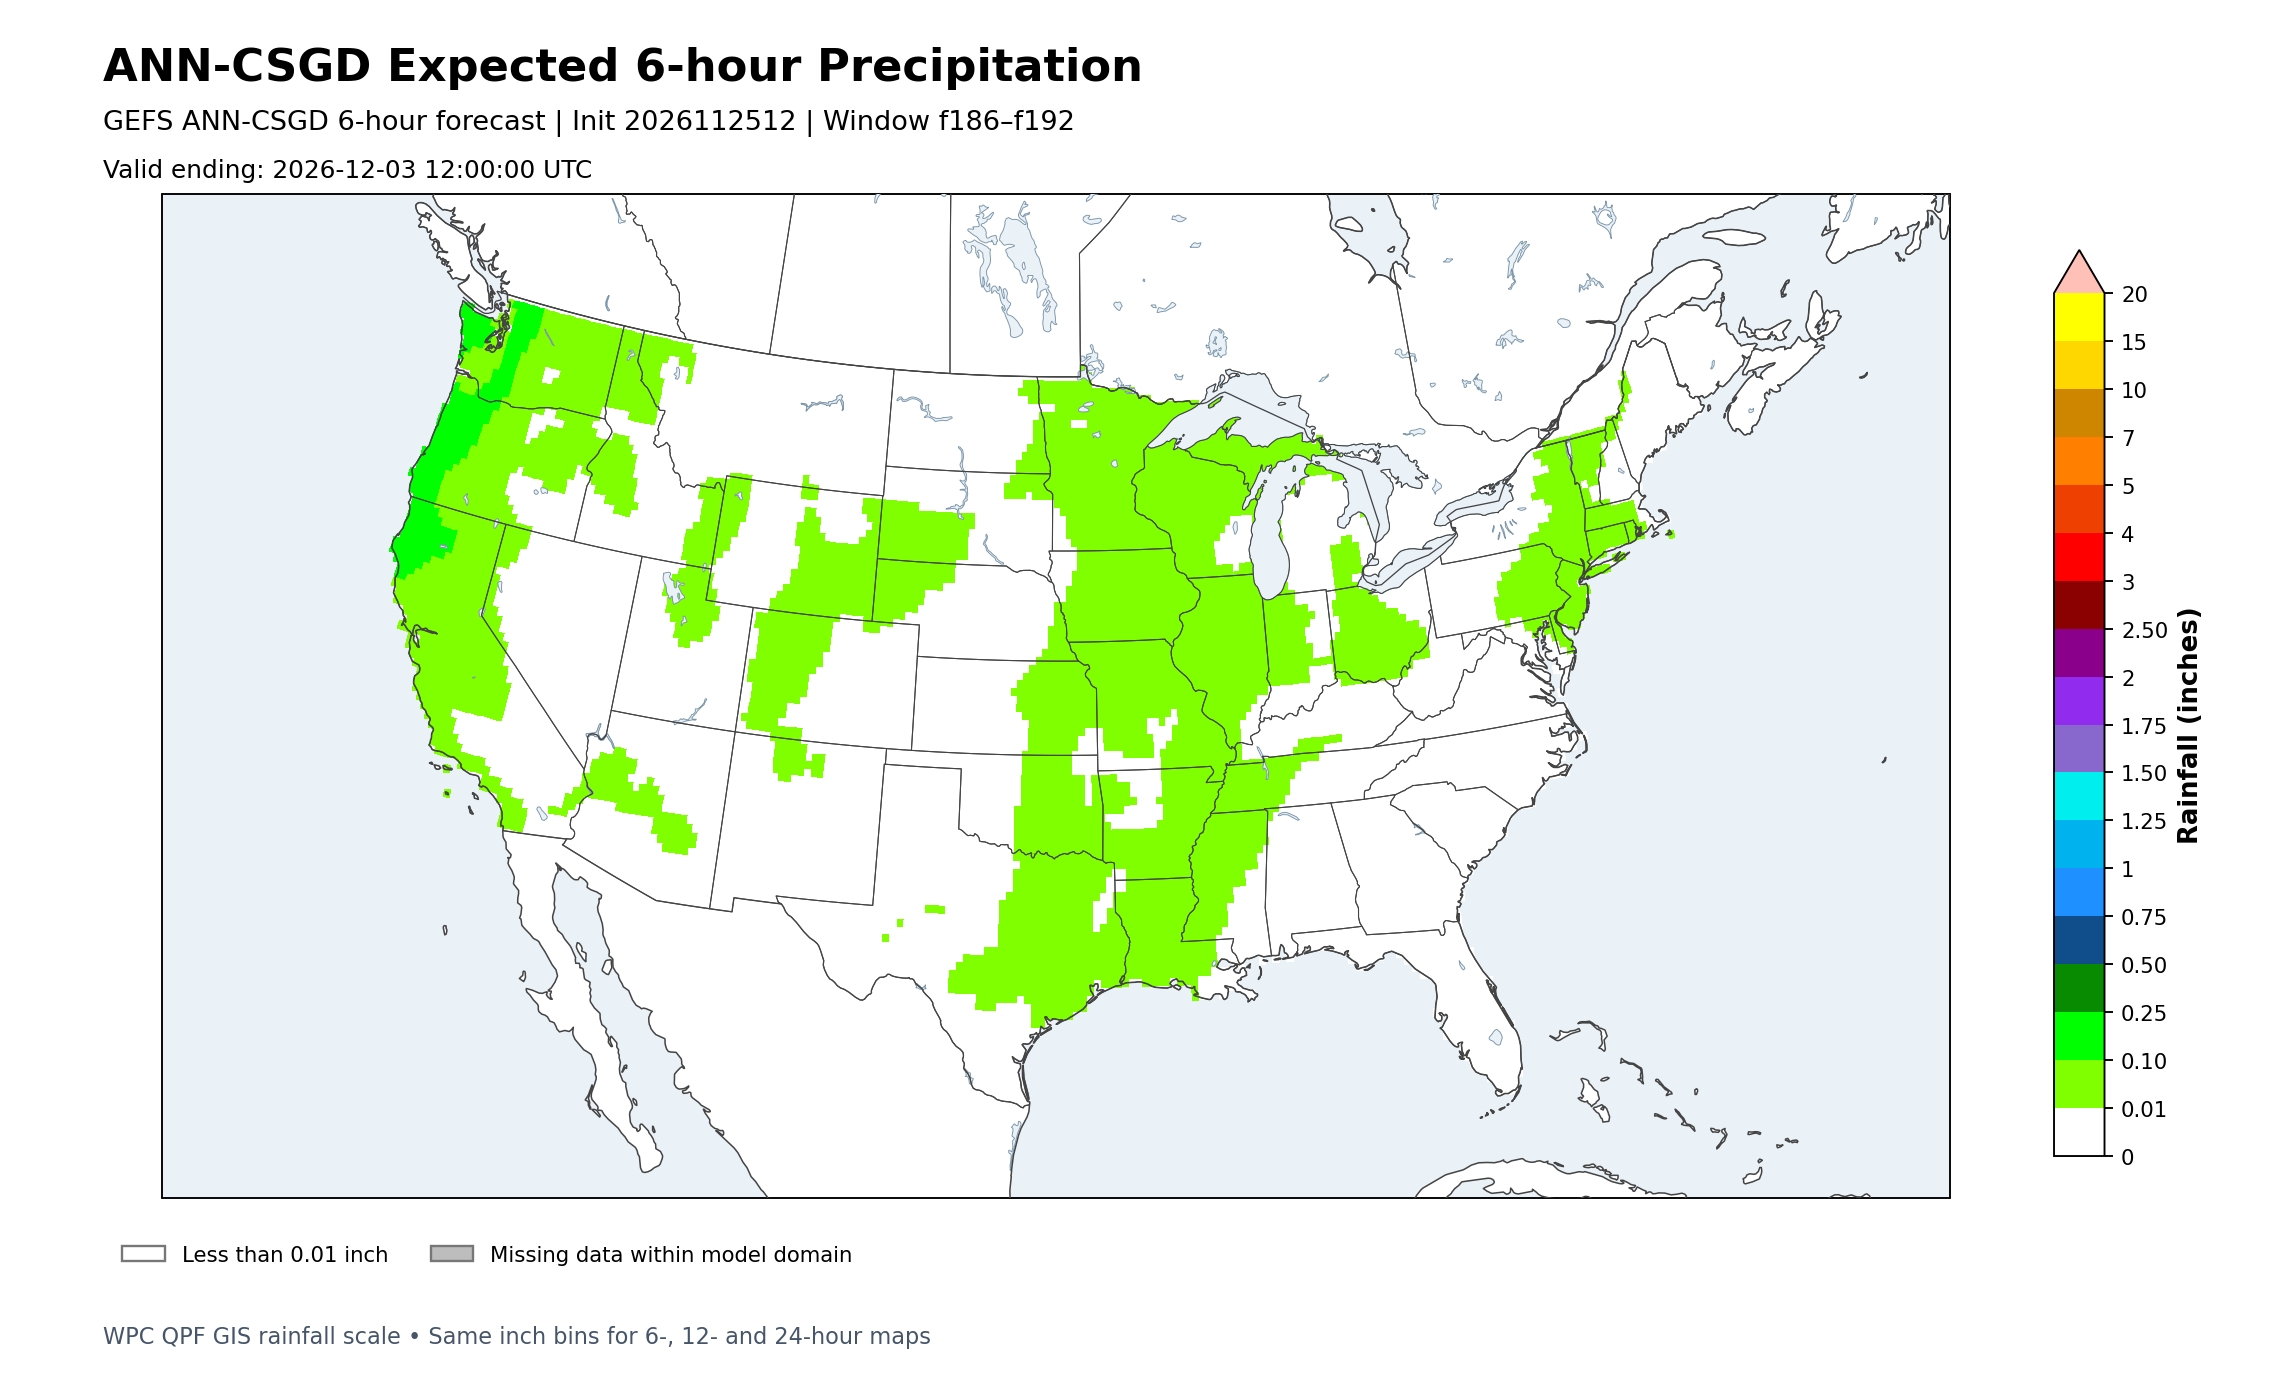 ANN-CSGD Expected 6-hour Precipitation
GEFS ANN-CSGD 6-hour forecast | Init 2026112512 | Window f186–f192
Valid ending: 2026-12-03 12:00:00 UTC
20
15
10
7
5
4
3
2.50
2
1.75
1.50
1.25
1
0.75
0.50
0.25
0.10
0.01
0
Rainfall (inches)
Less than 0.01 inch
Missing data within model domain
WPC QPF GIS rainfall scale • Same inch bins for 6-, 12- and 24-hour maps